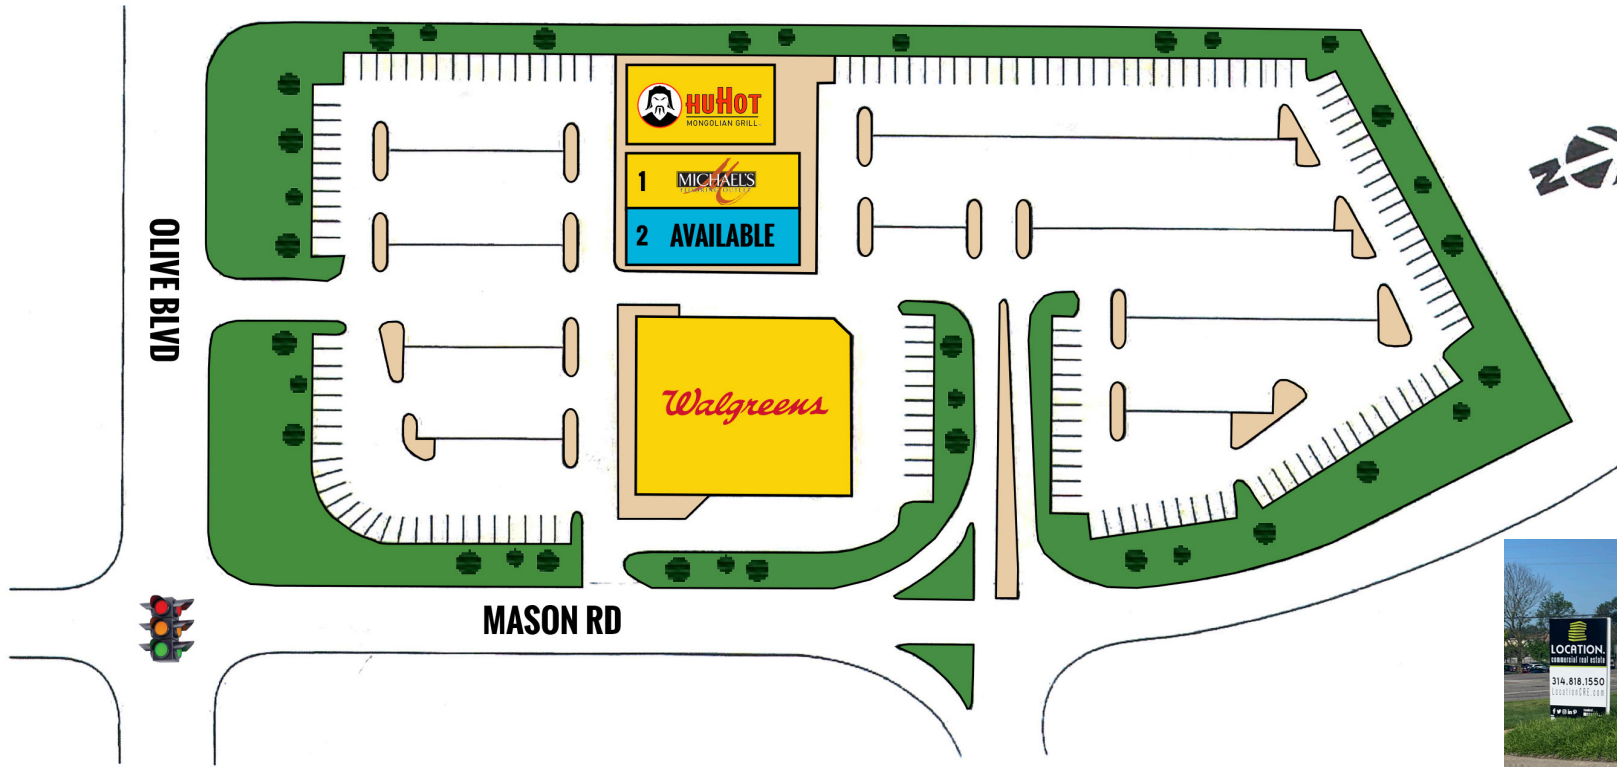 HUHOT
MONGOLIAN GRILL
1 MICHAEL'S
2 AVAILABLE
OLIVE BLVD
Walgreens
N
MASON RD
LOCATION.
commercial real estate
314.818.1550
LocationCRE.com